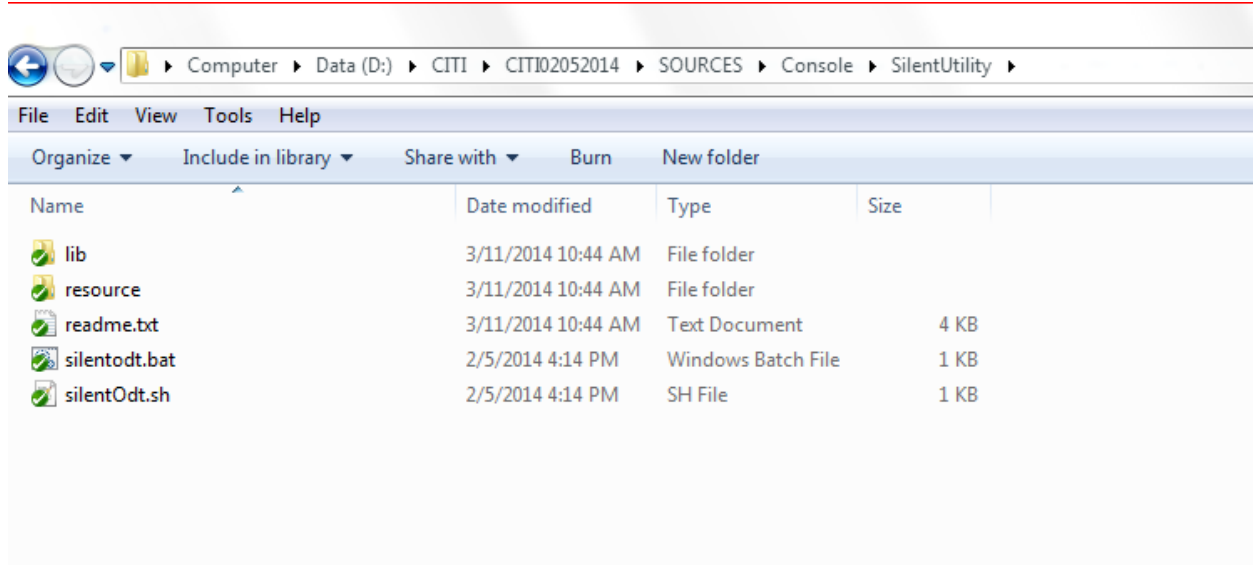 Computer Data (D:) CITI CITI02052014 SOURCES Console SilentUtility
File Edit View Tools Help
Organize Include in library Share with Burn New folder
Name Date modified Type Size
lib 3/11/2014 10:44 AM File folder
resource 3/11/2014 10:44 AM File folder
readme.txt 3/11/2014 10:44 AM Text Document 4 KB
silentodt.bat 2/5/2014 4:14 PM Windows Batch File 1 KB
silentOdt.sh 2/5/2014 4:14 PM SH File 1 KB